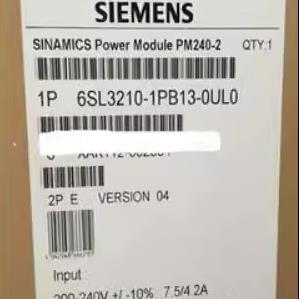 SIEMENS
SINAMICS Power Module PM240-2 QTY:1
1P 6SL3210-1PB13-0UL0
2P E VERSION 04
Input :
200-240V +/- 10% 7.5/4.2A